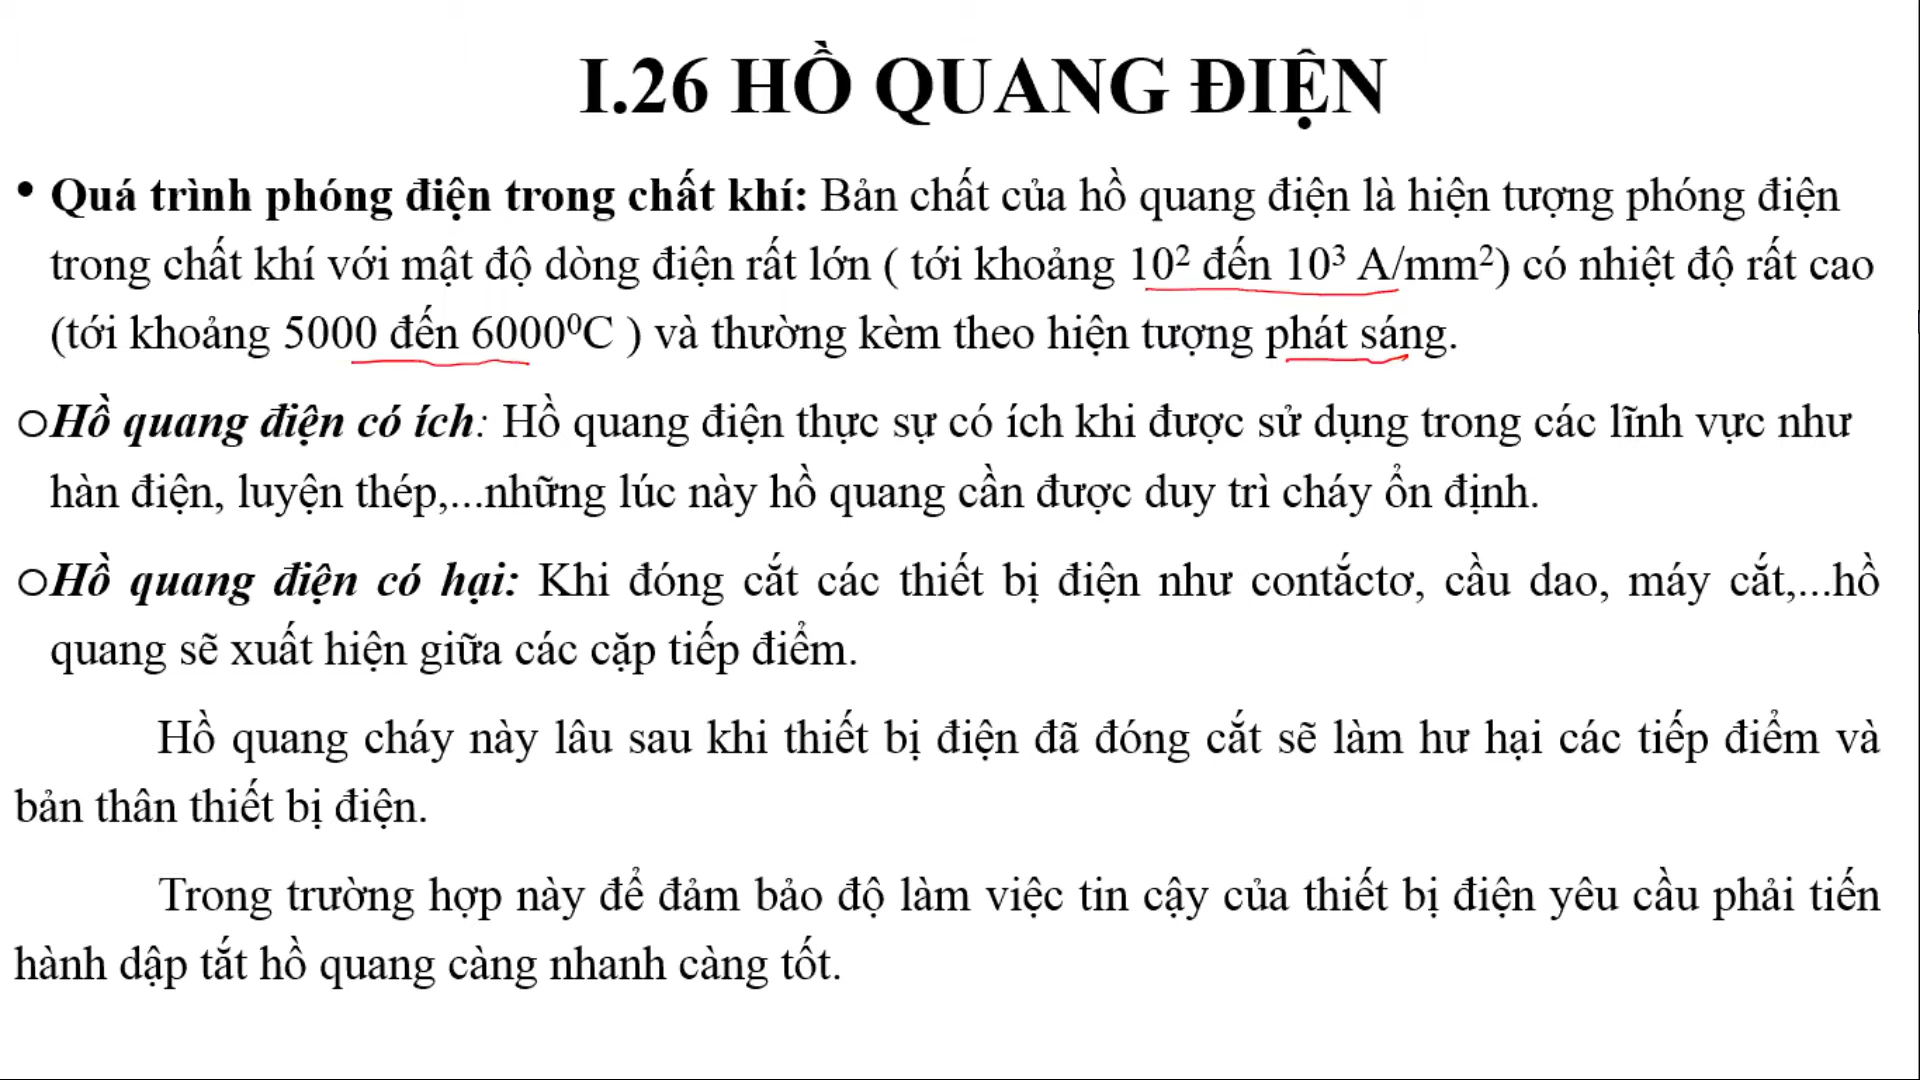 I.26 HỒ QUANG ĐIỆN
• Quá trình phóng điện trong chất khí: Bản chất của hồ quang điện là hiện tượng phóng điện
trong chất khí với mật độ dòng điện rất lớn ( tới khoảng 10² đến 10³ A/mm²) có nhiệt độ rất cao
(tới khoảng 5000 đến 6000⁰C ) và thường kèm theo hiện tượng phát sáng.
oHồ quang điện có ích: Hồ quang điện thực sự có ích khi được sử dụng trong các lĩnh vực như
hàn điện, luyện thép,...những lúc này hồ quang cần được duy trì cháy ổn định.
oHồ quang điện có hại: Khi đóng cắt các thiết bị điện như contắctơ, cầu dao, máy cắt,...hồ
quang sẽ xuất hiện giữa các cặp tiếp điểm.
Hồ quang cháy này lâu sau khi thiết bị điện đã đóng cắt sẽ làm hư hại các tiếp điểm và
bản thân thiết bị điện.
Trong trường hợp này để đảm bảo độ làm việc tin cậy của thiết bị điện yêu cầu phải tiến
hành dập tắt hồ quang càng nhanh càng tốt.